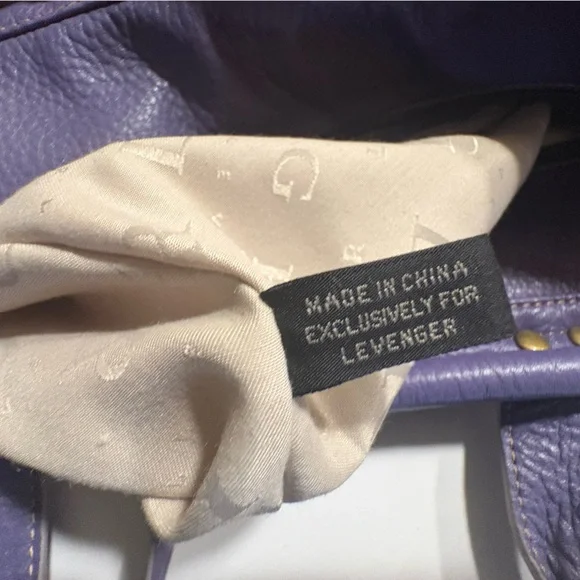 MADE IN CHINA
EXCLUSIVELY FOR
LEVENGER
G